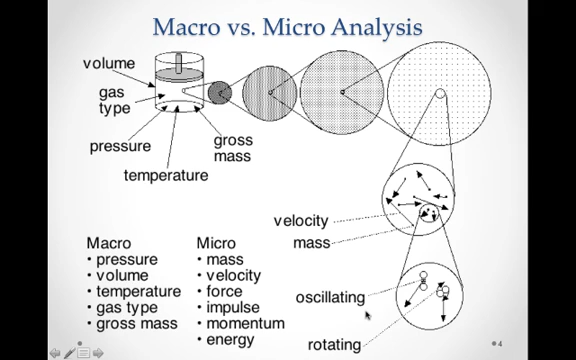 Macro vs. Micro Analysis
volume
gas
type
pressure
temperature
gross
mass
velocity
mass
oscillating
rotating
Macro
• pressure
• volume
• temperature
• gas type
• gross mass
Micro
• mass
• velocity
• force
• impulse
• momentum
• energy
4